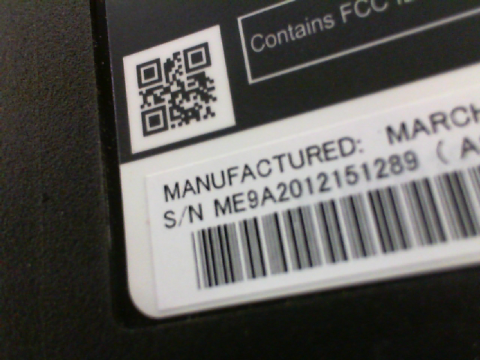 Contains FCC
MANUFACTURED: MARCH
S/N ME9A2012151289 (